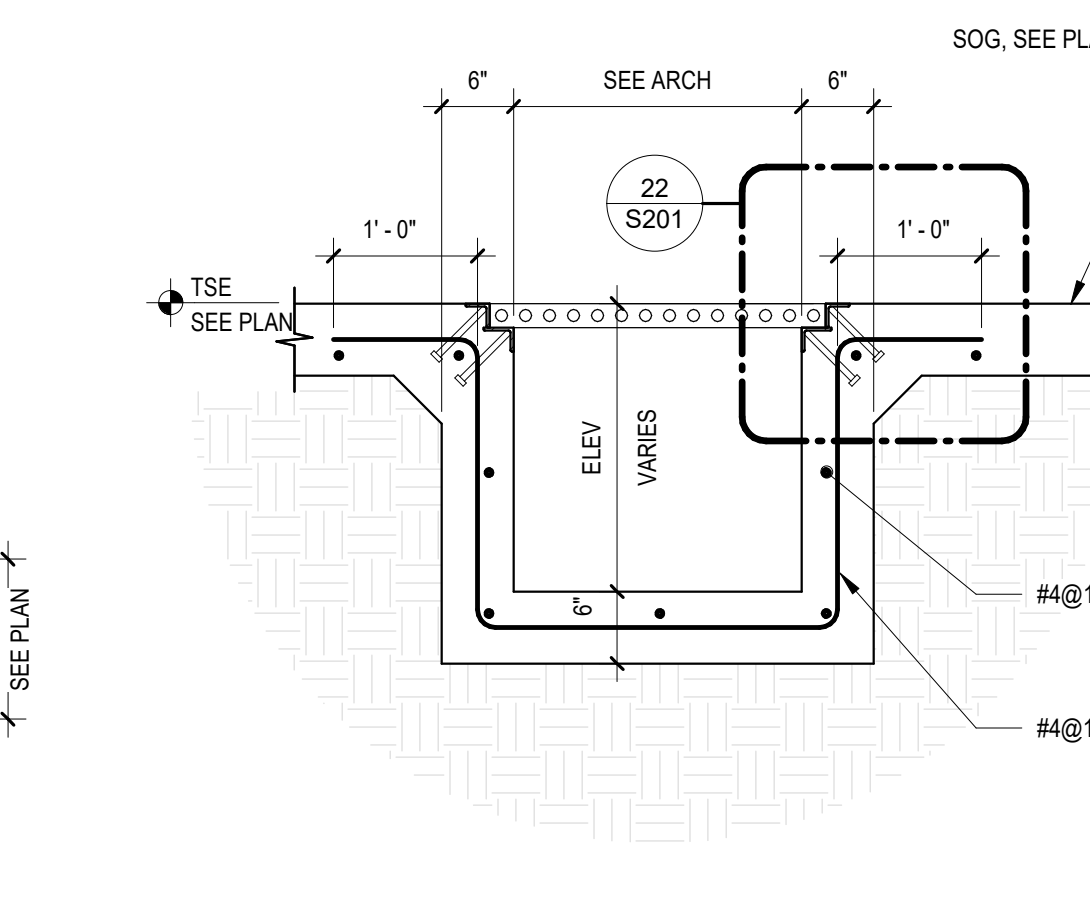 SOG, SEE PLA
6"
SEE ARCH
6"
22
S201
1' - 0"
1' - 0"
TSE
SEE PLAN
ELEV
VARIES
6"
#4@1
SEE PLAN
#4@1